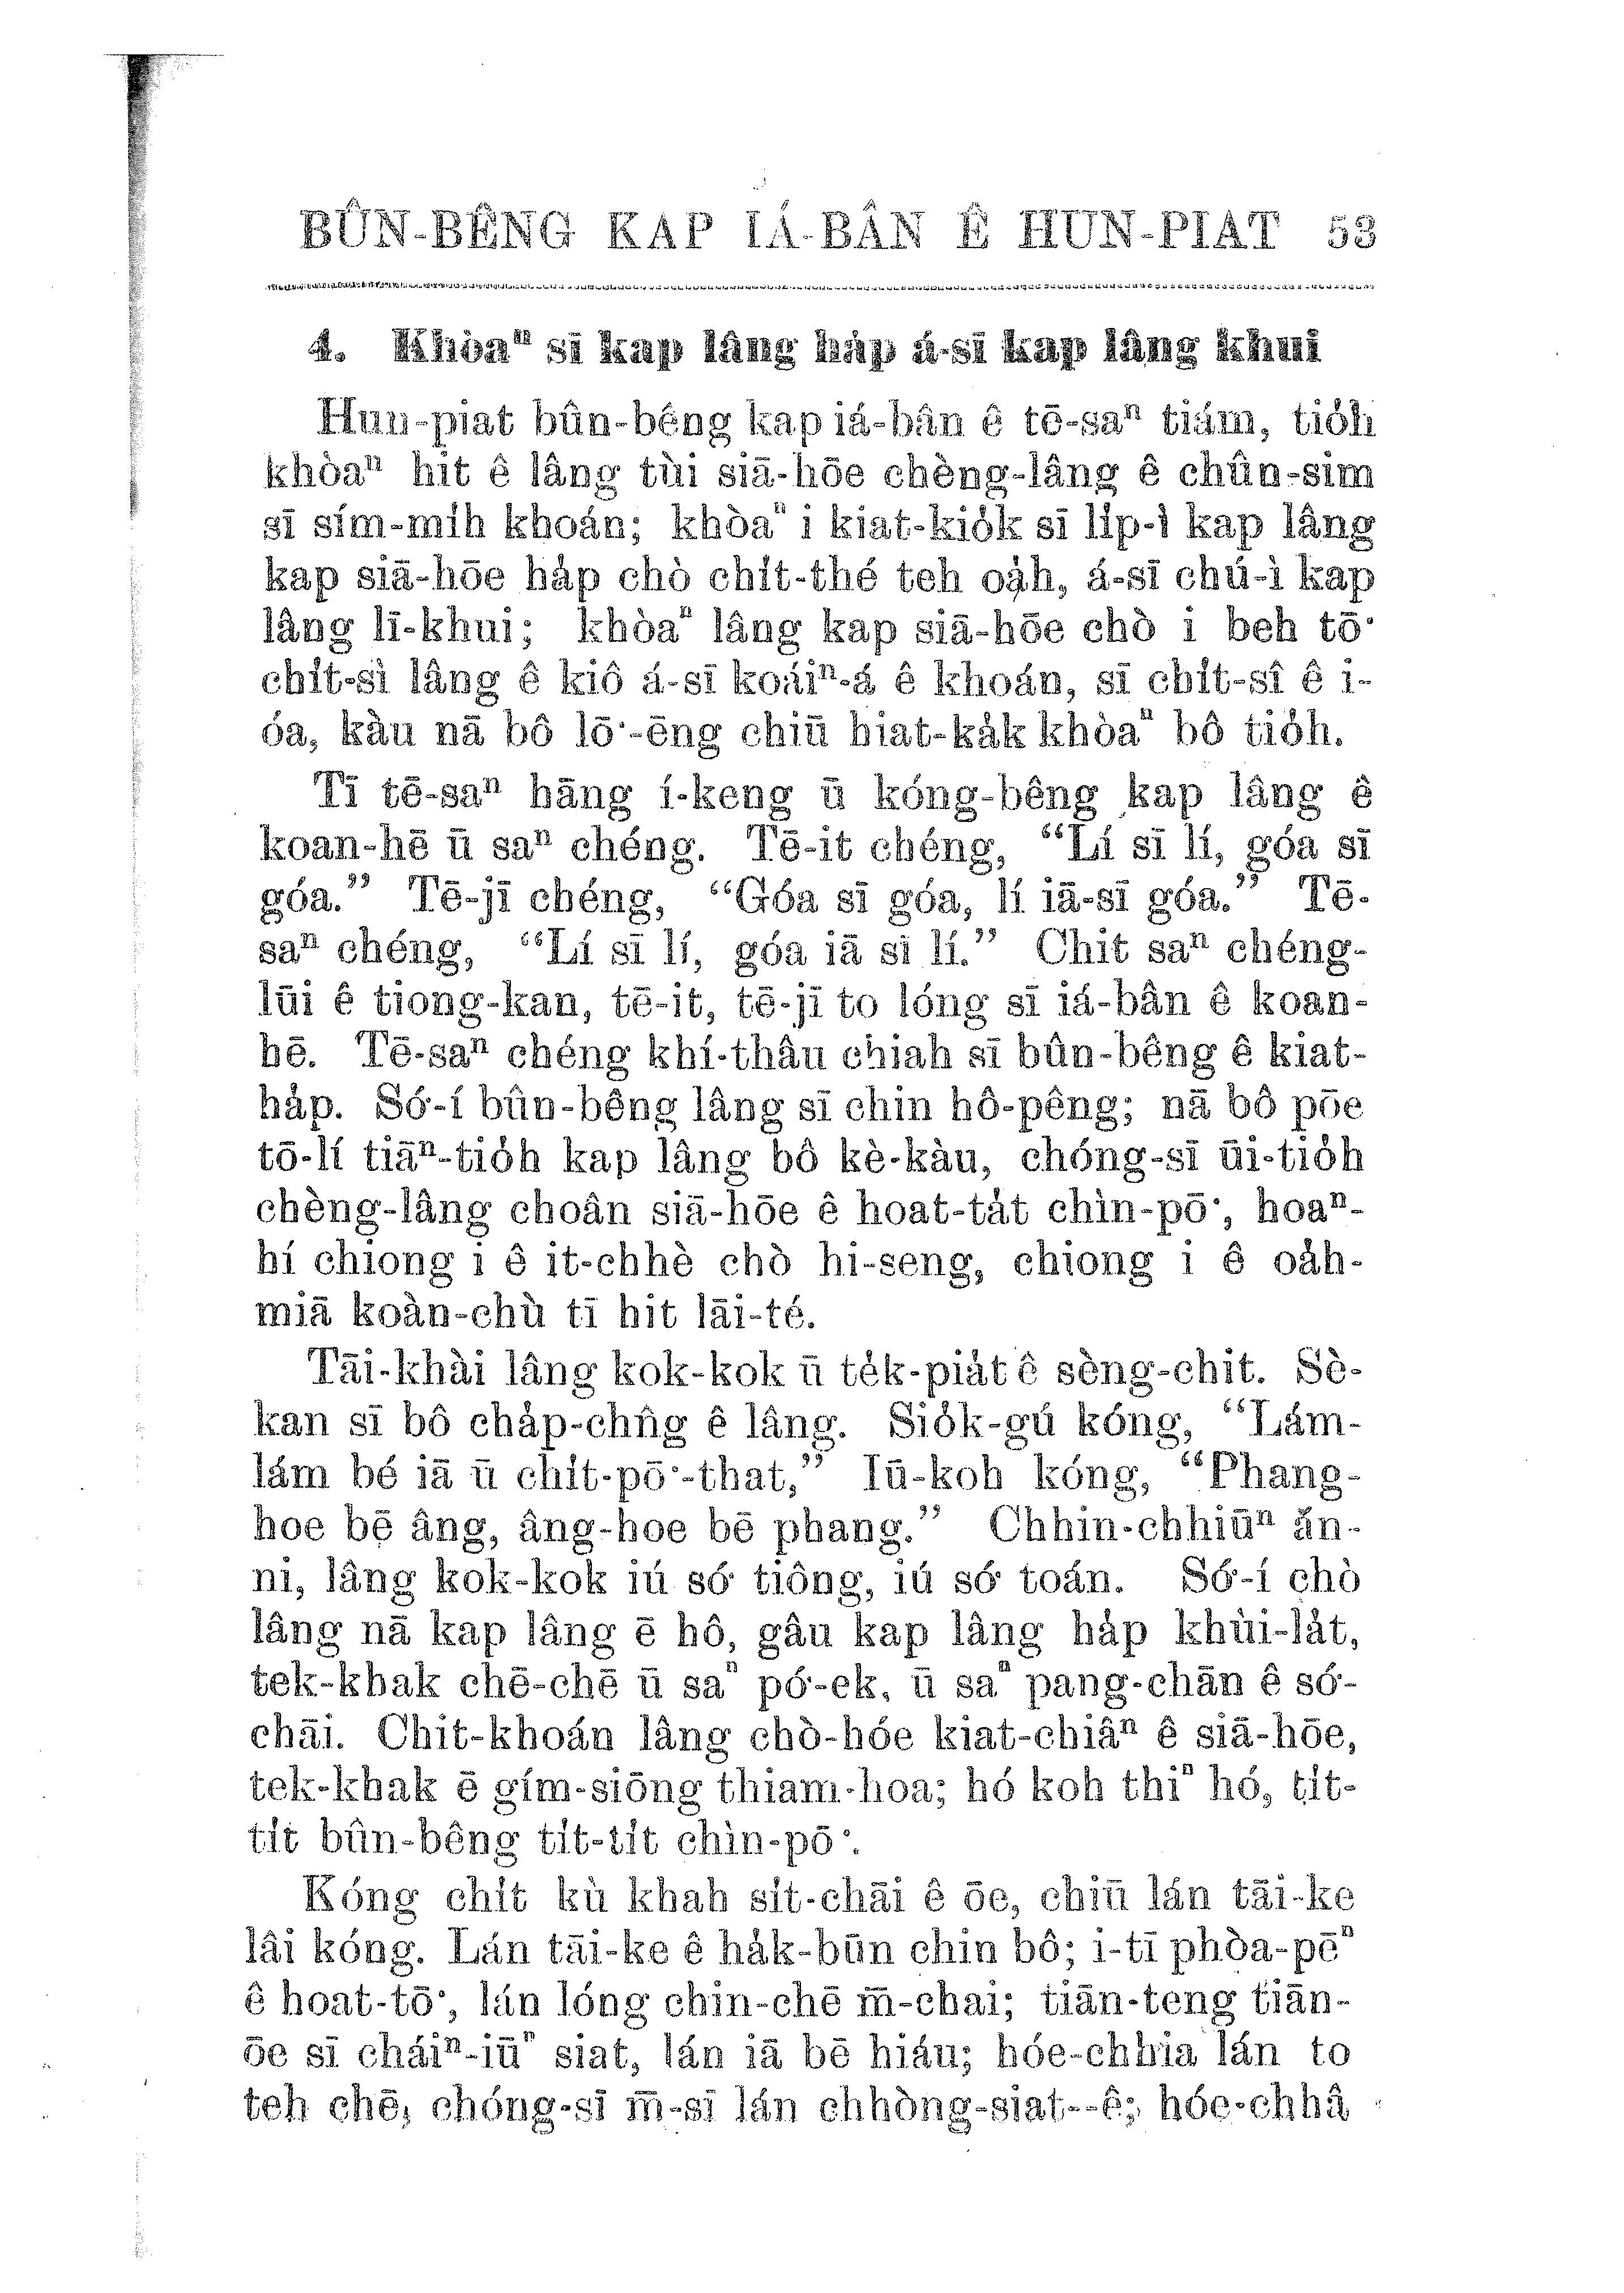 BÛN-BÊNG KAP IÁ-BÂN Ê HUN-PIAT 53
4. Khòaⁿ sī kap lâng ha̍p á-sī kap lâng khui
Hun-piat bûn-bêng kap iá-bân ê tē-saⁿ tiám, tio̍h
khòaⁿ hit ê lâng tùi siā-hōe chèng-lâng ê chûn-sim
sī sím-mih khoán; khòaⁿ i kiat-kio̍k sī li̍p-ì kap lâng
kap siā-hōe ha̍p chò chi̍t-thé teh oa̍h, á-sī chú-ì kap
lâng lī-khui; khòaⁿ lâng kap siā-hōe chò i beh tō͘
chi̍t-sì lâng ê kiô á-sī koáiⁿ-á ê khoán, sī chi̍t-sî ê i-
óa, kàu nā bô lō͘-ēng chiū hiat-ka̍k khòaⁿ bô tio̍h.
Tī tē-saⁿ hāng í-keng ū kóng-bêng kap lâng ê
koan-hē ū saⁿ chéng. Tē-it chéng, “Lí sī lí, góa sī
góa.” Tē-jī chéng, “Góa sī góa, lí iā-sī góa.” Tē-
saⁿ chéng, “Lí sī lí, góa iā sī lí.” Chit saⁿ chéng-
lūi ê tiong-kan, tē-it, tē-jī to lóng sī iá-bân ê koan-
hē. Tē-saⁿ chéng khí-thâu chiah sī bûn-bêng ê kiat-
ha̍p. Só͘-í bûn-bêng lâng sī chin hô-pêng; nā bô pōe
tō-lí tiāⁿ-tio̍h kap lâng bô kè-kàu, chóng-sī ūi-tio̍h
chèng-lâng choân siā-hōe ê hoat-ta̍t chìn-pō͘, hoaⁿ-
hí chiong i ê it-chhè chò hi-seng, chiong i ê oa̍h-
miā koàn-chù tī hit lāi-té.
Tāi-khài lâng kok-kok ū te̍k-pia̍t ê sèng-chit. Sè-
kan sī bô cha̍p-chn̂g ê lâng. Sio̍k-gú kóng, “Lám-
lám bé iā ū chi̍t-pō͘-that,” Iū-koh kóng, “Phang-
hoe bē âng, âng-hoe bē phang.” Chhin-chhiūⁿ án-
ni, lâng kok-kok iú só͘ tiông, iú só͘ toán. Só͘-í chò
lâng nā kap lâng ē hô, gâu kap lâng ha̍p khùi-la̍t,
tek-khak chē-chē ū saⁿ pó͘-ek, ū saⁿ pang-chān ê só͘-
chāi. Chit-khoán lâng chò-hóe kiat-chiâⁿ ê siā-hōe,
tek-khak ē gím-siōng thiam-hoa; hó koh thiⁿ hó, ti̍t-
ti̍t bûn-bêng ti̍t-ti̍t chìn-pō͘.
Kóng chi̍t kù khah si̍t-chāi ê ōe, chiū lán tāi-ke
lâi kóng. Lán tāi-ke ê ha̍k-būn chin bô; i-tī phòa-pēⁿ
ê hoat-tō͘, lán lóng chin-chē m̄-chai; tiān-teng tiān-
ōe sī cháiⁿ-iūⁿ siat, lán iā bē hiáu; hóe-chhia lán to
teh chē, chóng-sī m̄-sī lán chhòng-siat--ê; hóe-chhâ